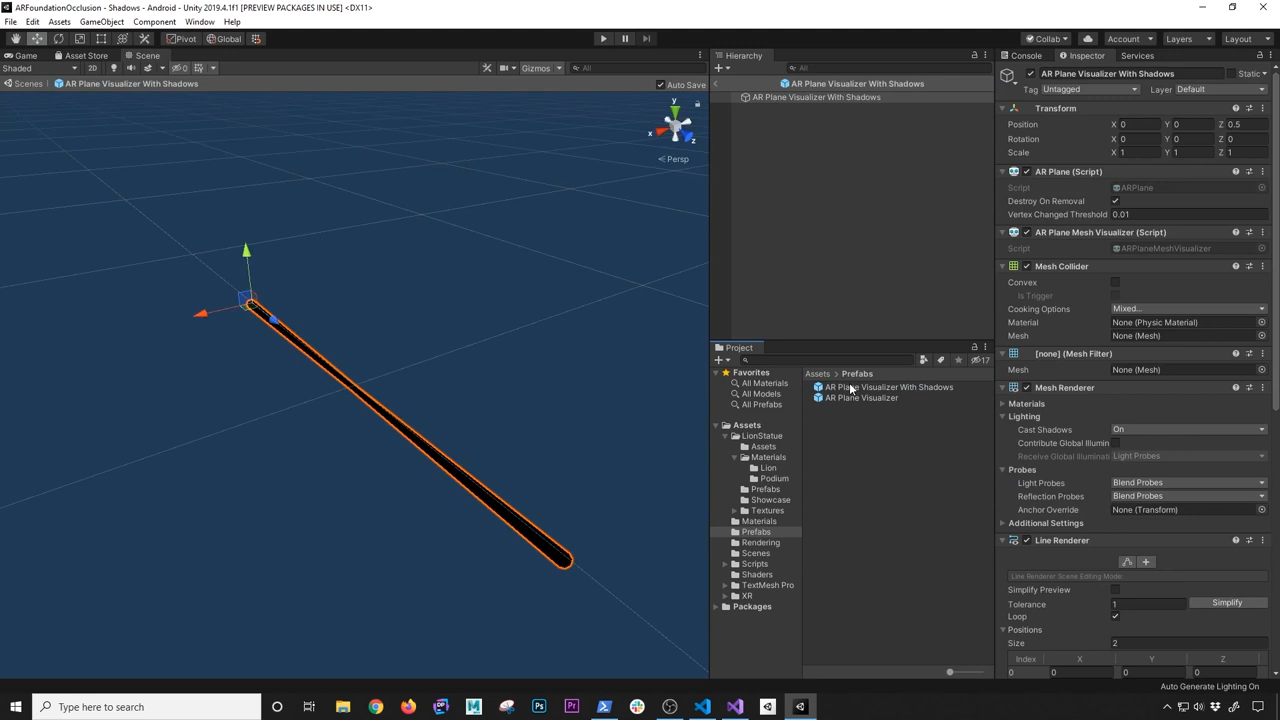 ARFoundationOcclusion - Shadows - Android - Unity 2019.4.1f1 [PREVIEW PACKAGES IN USE] <DX11>
File Edit Assets GameObject Component Window Help
Pivot Global Collab Account Layers Layout
Game Asset Store Scene
Shaded 2D 0 Gizmos All
Scenes AR Plane Visualizer With Shadows Auto Save
y
x
z
Persp
Hierarchy
All
AR Plane Visualizer With Shadows
AR Plane Visualizer With Shadows
Project
17
Favorites
All Materials
All Models
All Prefabs
Assets
LionStatue
Assets
Materials
Lion
Podium
Prefabs
Showcase
Textures
Materials
Prefabs
Rendering
Scenes
Scripts
Shaders
TextMesh Pro
XR
Packages
Assets Prefabs
AR Plane Visualizer With Shadows
AR Plane Visualizer
Console Inspector Services
AR Plane Visualizer With Shadows Static
Tag Untagged Layer Default
Transform
Position X 0 Y 0 Z 0.5
Rotation X 0 Y 0 Z 0
Scale X 1 Y 1 Z 1
AR Plane (Script)
Script ARPlane
Destroy On Removal
Vertex Changed Threshold 0.01
AR Plane Mesh Visualizer (Script)
Script ARPlaneMeshVisualizer
Mesh Collider
Convex
Is Trigger
Cooking Options Mixed...
Material None (Physic Material)
Mesh None (Mesh)
[none] (Mesh Filter)
Mesh None (Mesh)
Mesh Renderer
Materials
Lighting
Cast Shadows On
Contribute Global Illumin
Receive Global Illuminati Light Probes
Probes
Light Probes Blend Probes
Reflection Probes Blend Probes
Anchor Override None (Transform)
Additional Settings
Line Renderer
Line Renderer Scene Editing Mode:
Simplify Preview
Tolerance 1 Simplify
Loop
Positions
Size 2
Index X Y Z
0 0 0 0
Auto Generate Lighting On
Type here to search